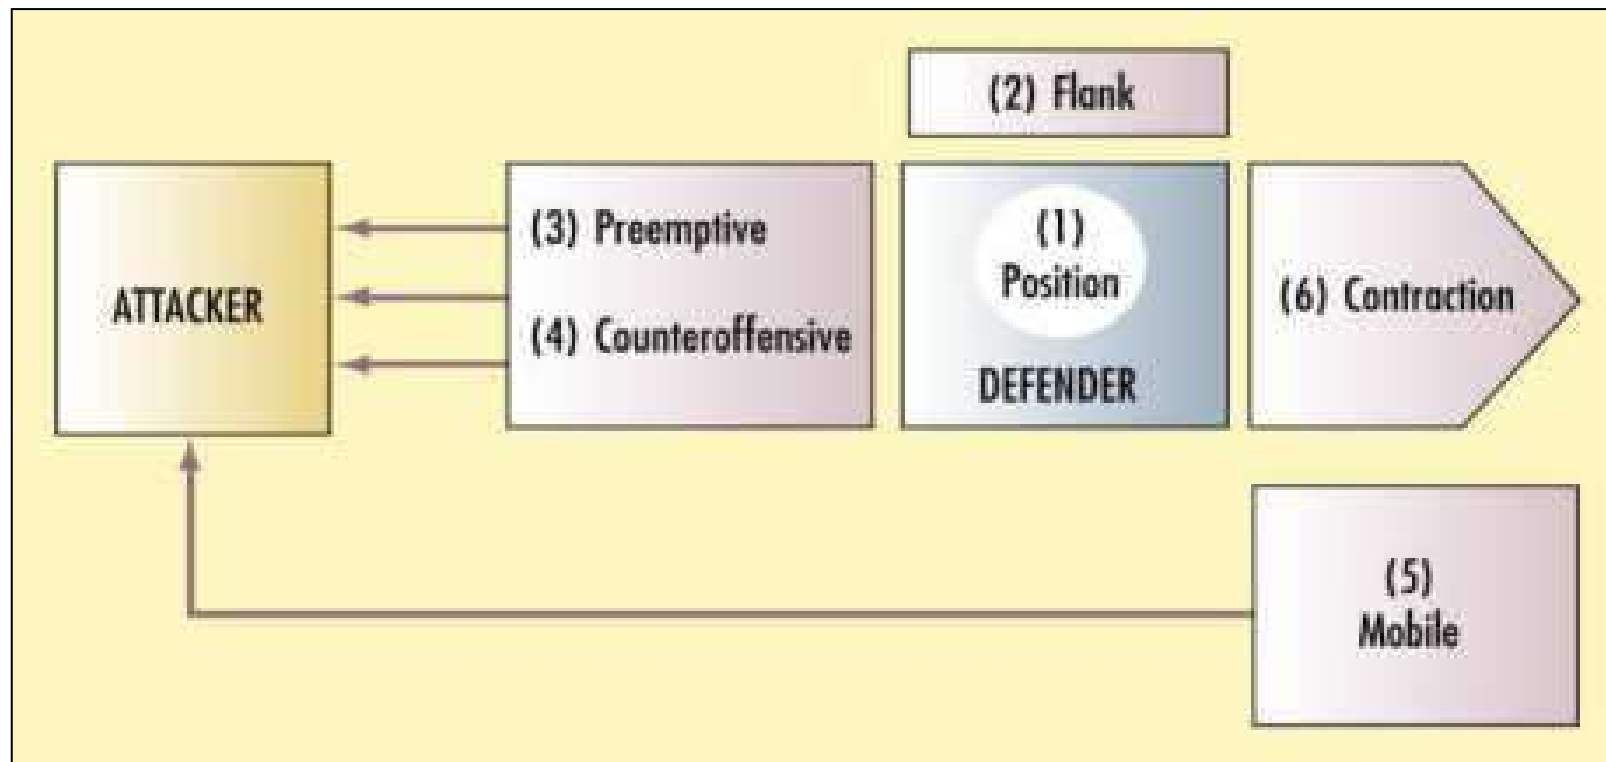 (2) Flank
ATTACKER
(3) Preemptive
(4) Counteroffensive
(1)
Position
DEFENDER
(6) Contraction
(5)
Mobile